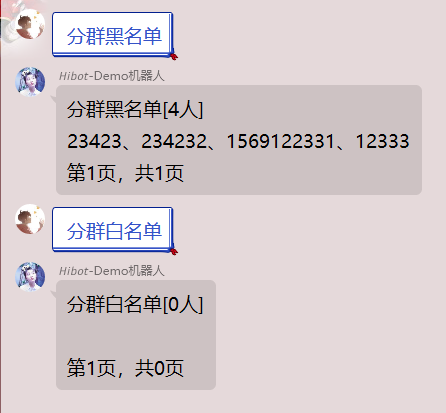 分群黑名单
Hibot-Demo机器人
分群黑名单[4人]
23423、234232、1569122331、12333
第1页，共1页
分群白名单
Hibot-Demo机器人
分群白名单[0人]
第1页，共0页